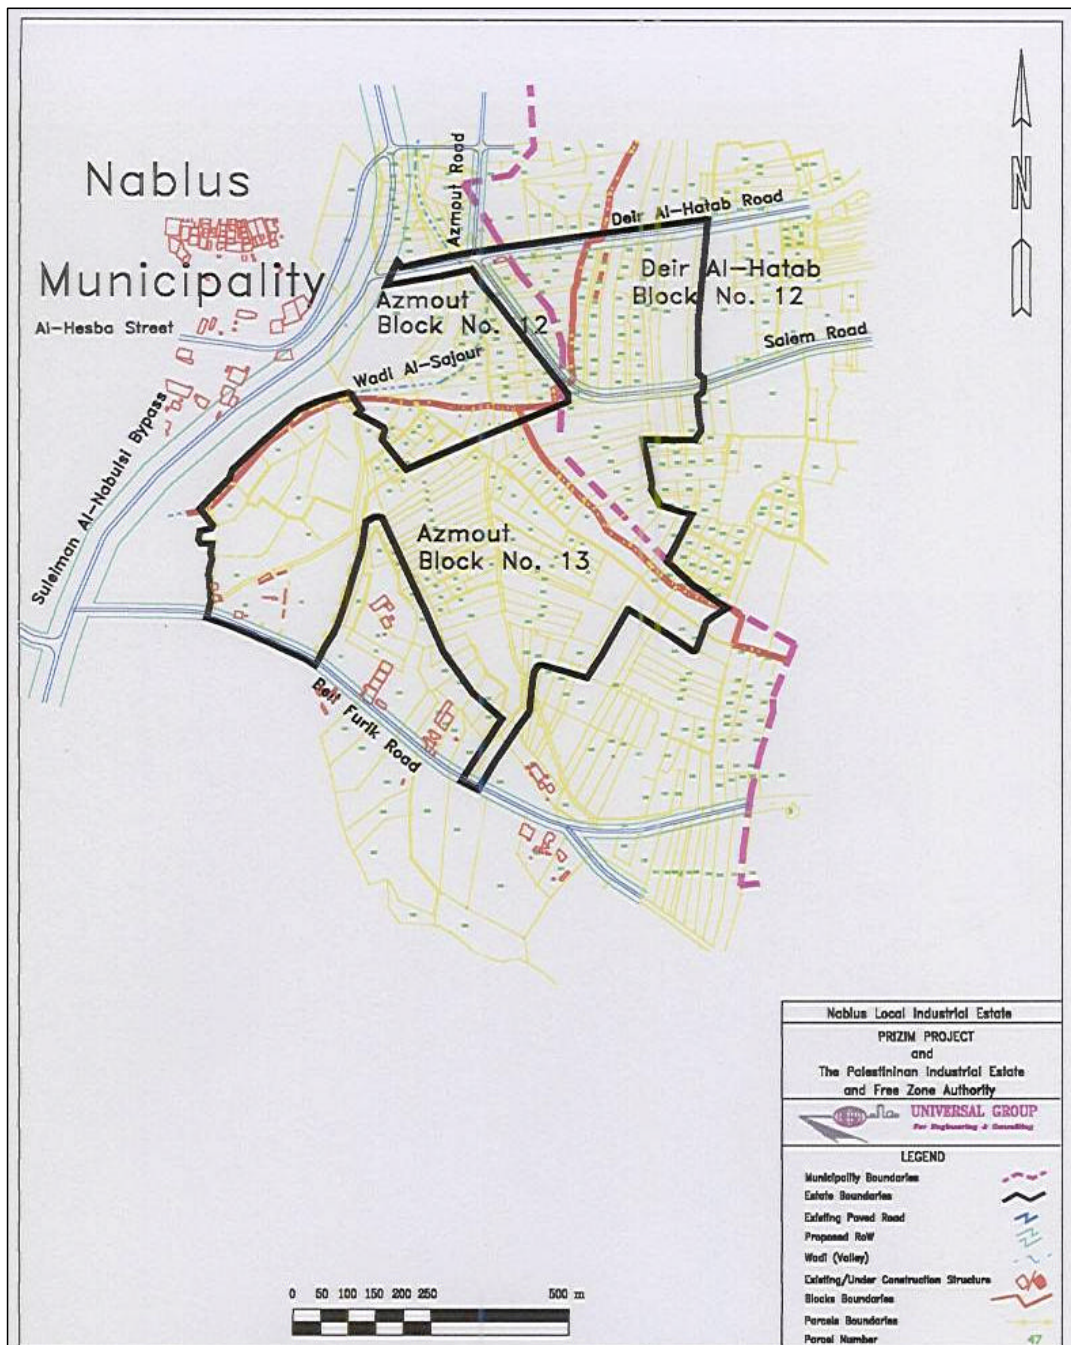 Azmout Road
Nablus
Municipality
Al-Hesba Street
Suleiman Al-Nabulsi Bypass
Deir Al-Hatab Road
Deir Al-Hatab
Block No. 12
Azmout
Block No. 12
Salem Road
Wadi Al-Sajour
Azmout
Block No. 13
Beit Furik Road
N
Nablus Local Industrial Estate
PRIZIM PROJECT
and
The Palestininan Industrial Estate
and Free Zone Authority
UNIVERSAL GROUP
For Engineering & Consulting
LEGEND
Municipality Boundaries
Estate Boundaries
Existing Paved Road
Proposed RoW
Wadi (Valley)
Existing/Under Construction Structure
Blocks Boundaries
Parcels Boundaries
Parcel Number 47
0 50 100 150 200 250 500 m